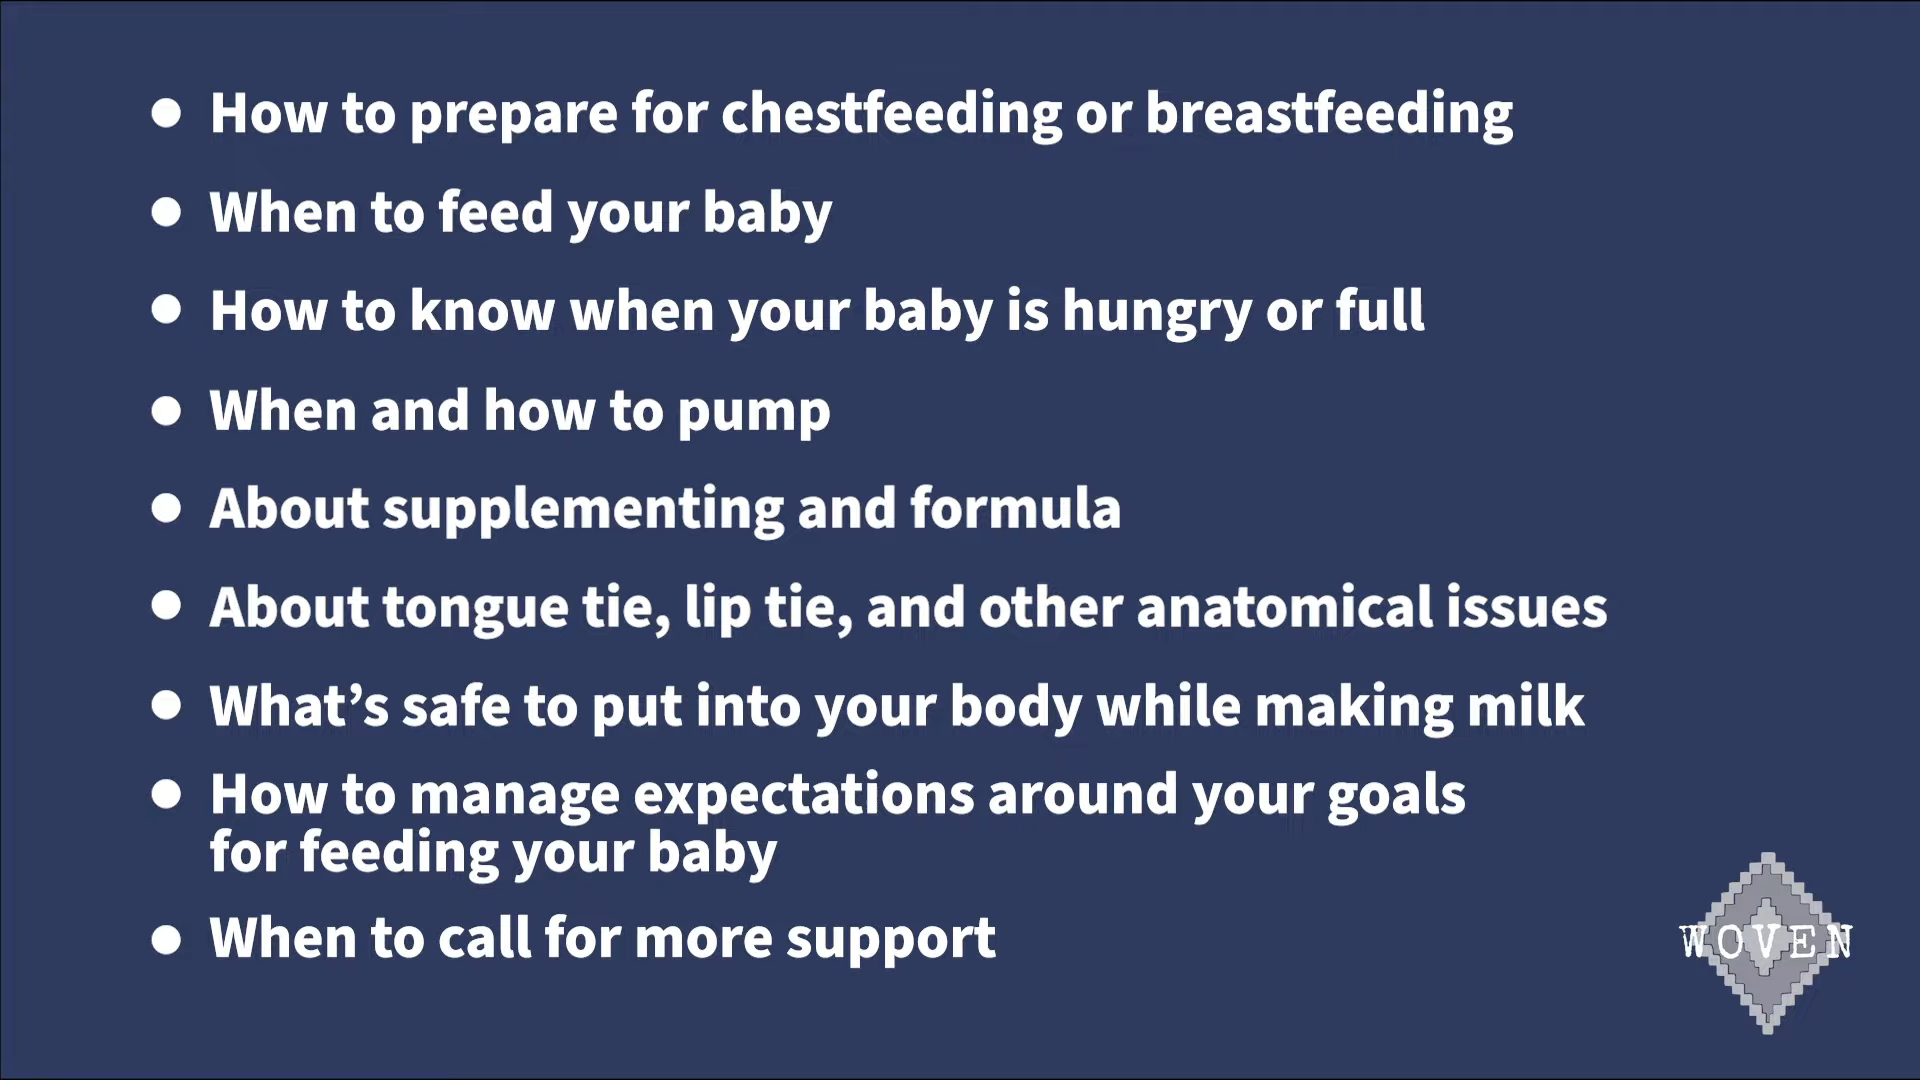 • How to prepare for chestfeeding or breastfeeding
• When to feed your baby
• How to know when your baby is hungry or full
• When and how to pump
• About supplementing and formula
• About tongue tie, lip tie, and other anatomical issues
• What’s safe to put into your body while making milk
• How to manage expectations around your goals
for feeding your baby
• When to call for more support
WOVEN